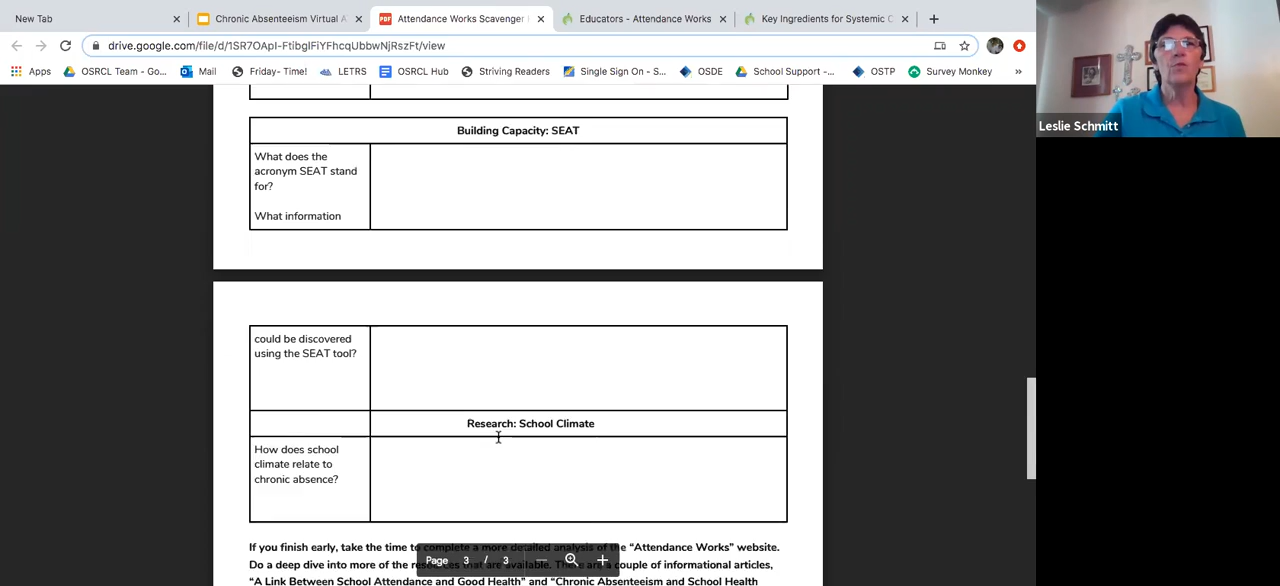 New Tab
Chronic Absenteeism Virtual A
Attendance Works Scavenger
Educators - Attendance Works
Key Ingredients for Systemic C
drive.google.com/file/d/1SR7OApI-FtibglFiYFhcqUbbwNjRszFt/view
Apps
OSRCL Team - Go...
Mail
Friday- Time!
LETRS
OSRCL Hub
Striving Readers
Single Sign On - S...
OSDE
School Support -...
OSTP
Survey Monkey
»
Leslie Schmitt
Building Capacity: SEAT
What does the
acronym SEAT stand
for?
What information
could be discovered
using the SEAT tool?
Research: School Climate
How does school
climate relate to
chronic absence?
If you finish early, take the time to complete a more detailed analysis of the “Attendance Works” website.
Do a deep dive into more of the resources that are available. There are a couple of informational articles,
“A Link Between School Attendance and Good Health” and “Chronic Absenteeism and School Health
Page 3 / 3